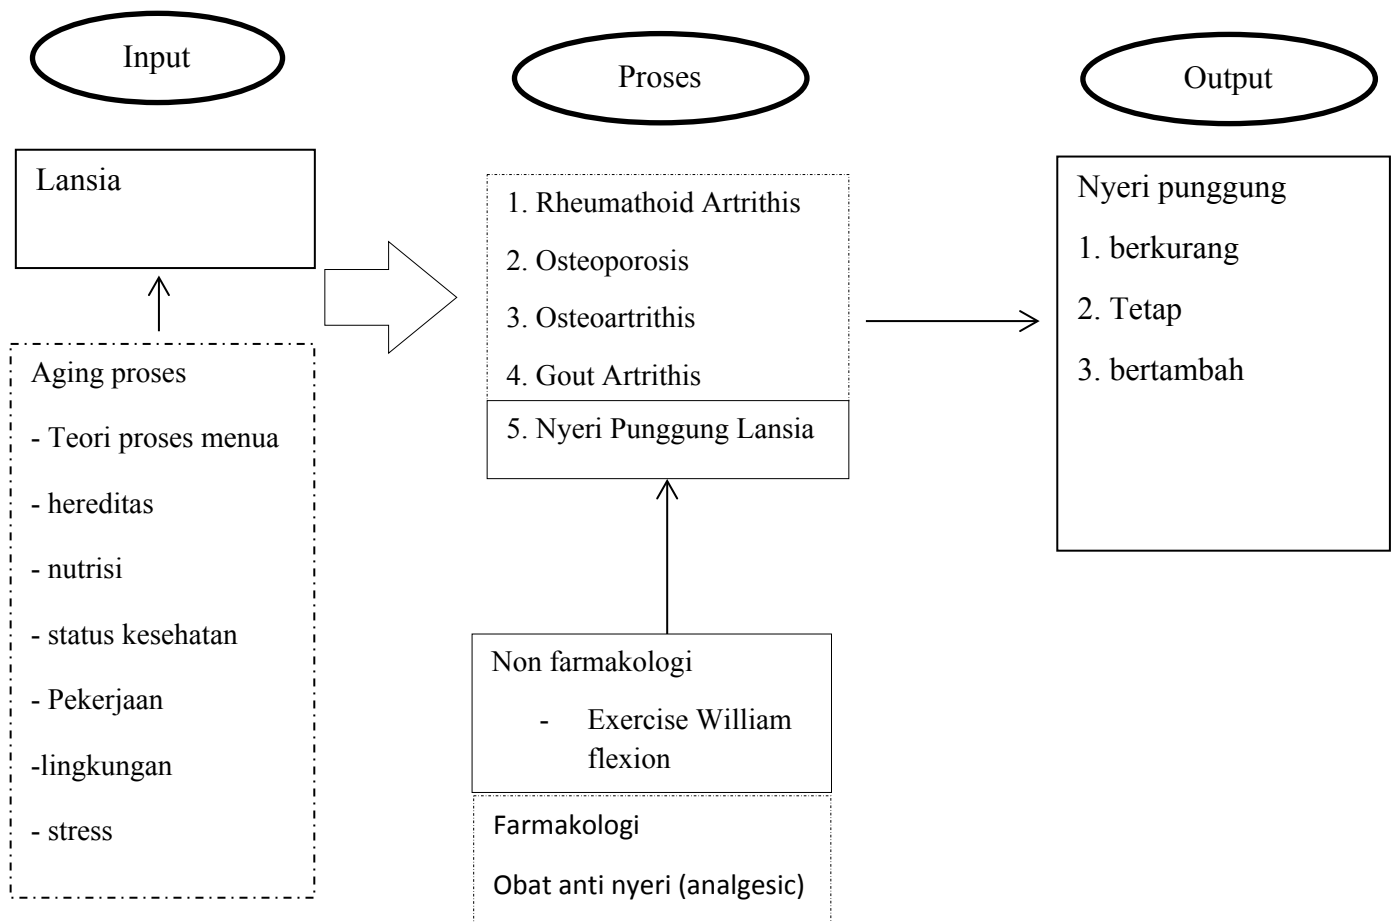 Input
Proses
Output
Lansia
Aging proses
- Teori proses menua
- hereditas
- nutrisi
- status kesehatan
- Pekerjaan
-lingkungan
- stress
1. Rheumathoid Artrithis
2. Osteoporosis
3. Osteoartrithis
4. Gout Artrithis
5. Nyeri Punggung Lansia
Non farmakologi
- Exercise William
flexion
Farmakologi
Obat anti nyeri (analgesic)
Nyeri punggung
1. berkurang
2. Tetap
3. bertambah